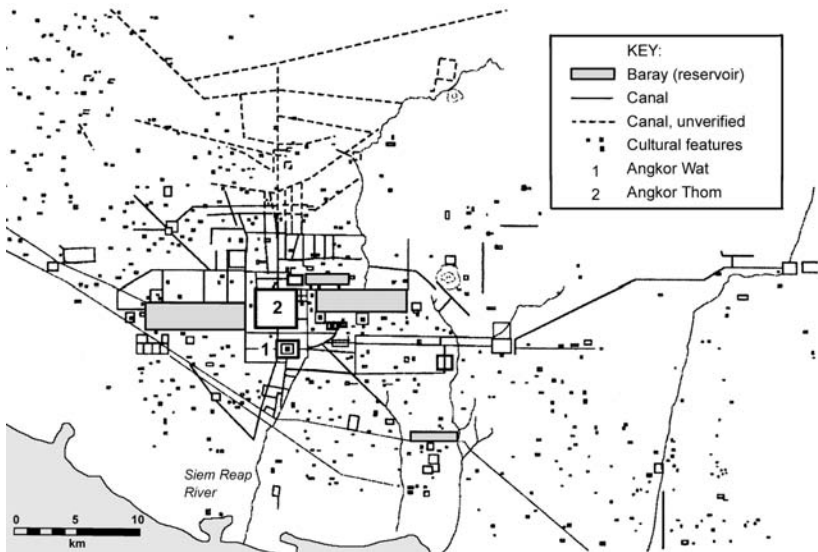 KEY:
Baray (reservoir)
Canal
Canal, unverified
Cultural features
1 Angkor Wat
2 Angkor Thom
2
1
Siem Reap
River
0 5 10
km